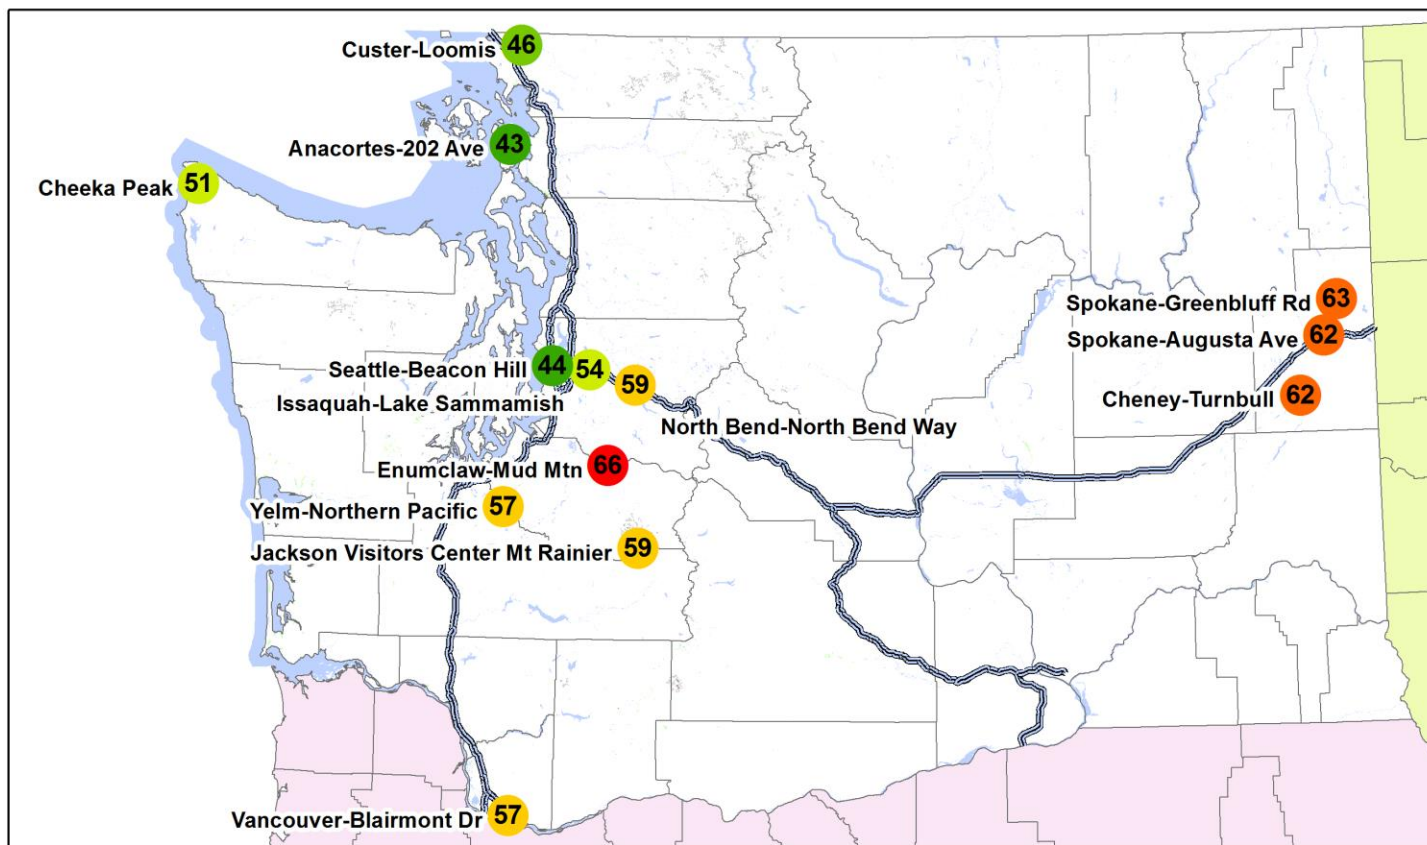 Custer-Loomis 46
Anacortes-202 Ave 43
Cheeka Peak 51
Spokane-Greenbluff Rd 63
Spokane-Augusta Ave 62
Seattle-Beacon Hill 44 54
59
Cheney-Turnbull 62
Issaquah-Lake Sammamish
North Bend-North Bend Way
Enumclaw-Mud Mtn 66
Yelm-Northern Pacific 57
Jackson Visitors Center Mt Rainier 59
Vancouver-Blairmont Dr 57